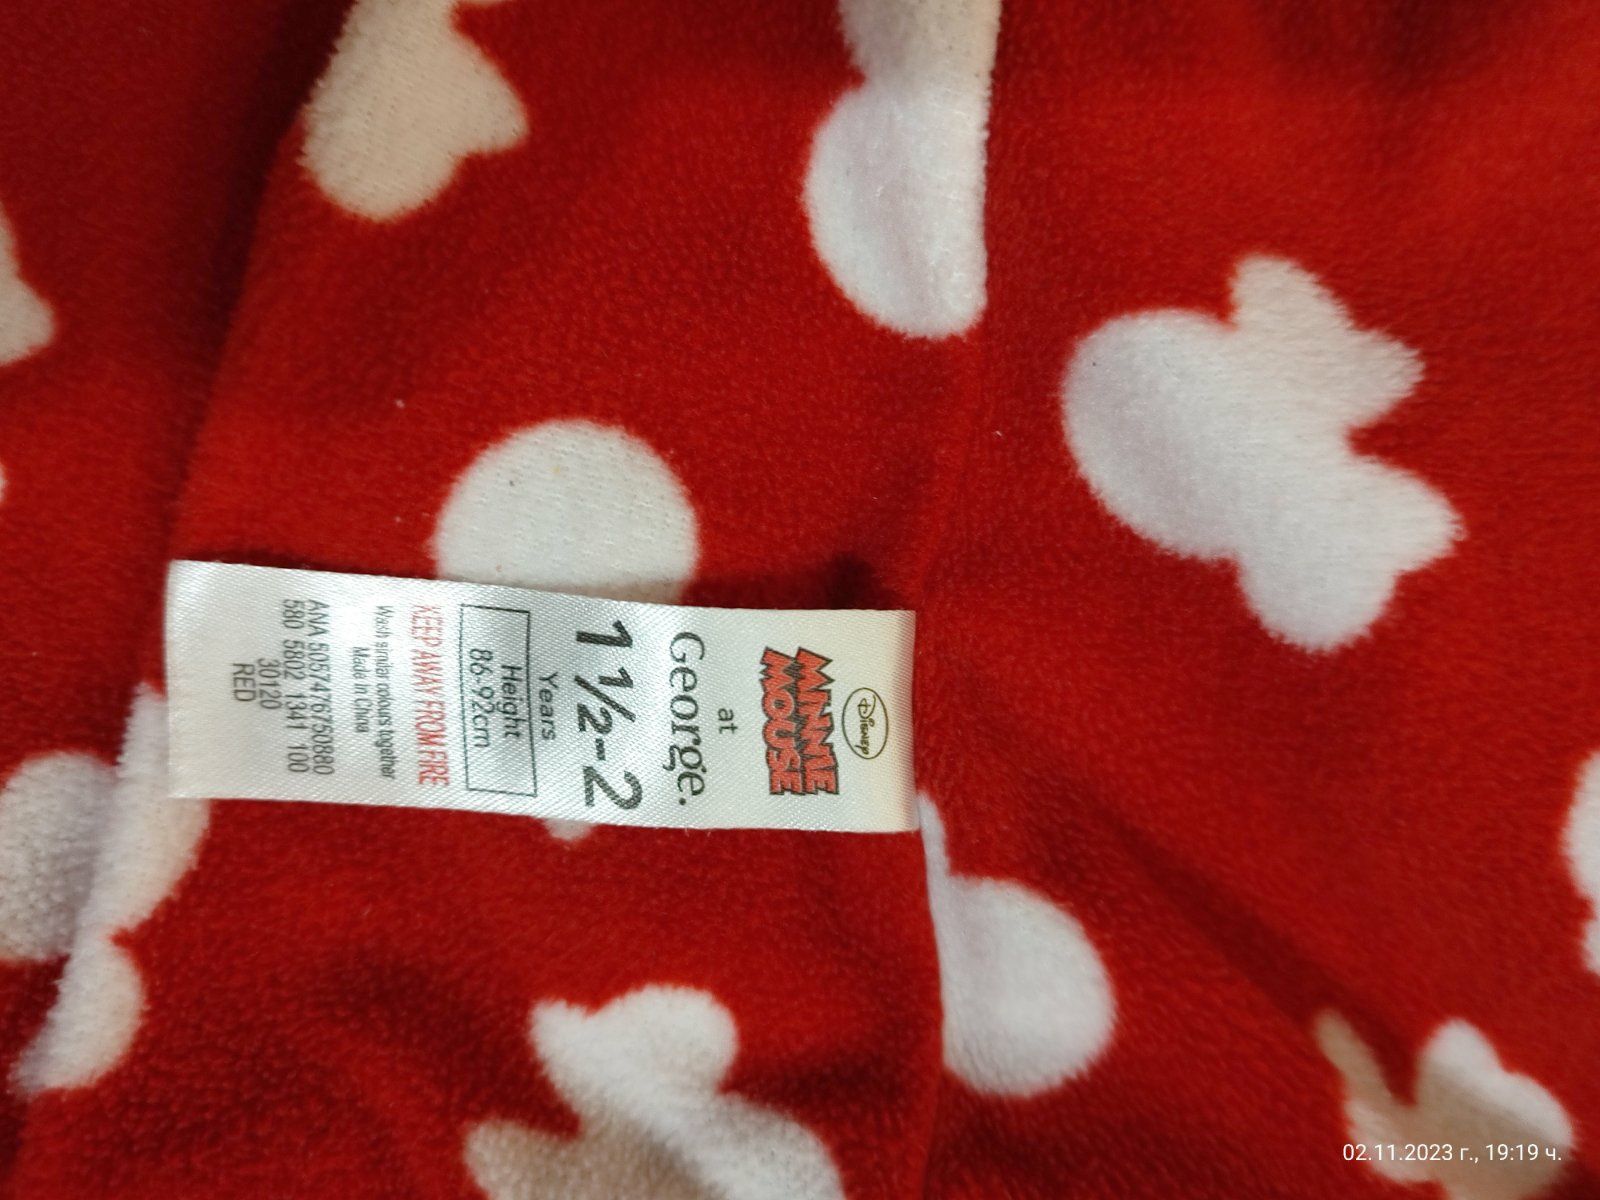 Disney
MINNIE
MOUSE
at
George.
1½-2
Years
Height
86-92cm
KEEP AWAY FROM FIRE
Wash similar colours together
Made in China
ANA 5057476750880
580 5802 1341 100
30120
RED
02.11.2023 г., 19:19 ч.